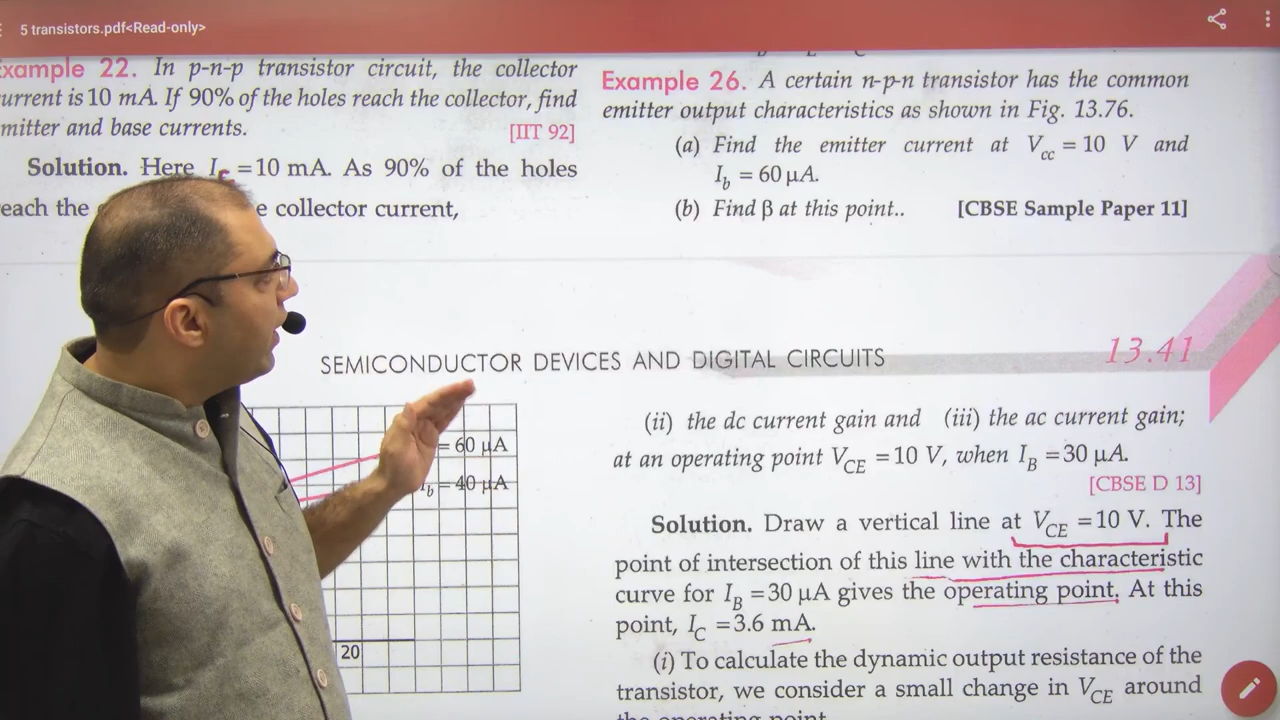 5 transistors.pdf<Read-only>
xample 22. In p-n-p transistor circuit, the collector
urrent is 10 mA. If 90% of the holes reach the collector, find
mitter and base currents.
[IIT 92]
Solution. Here I = 10 mA. As 90% of the holes
each the e collector current,
Example 26. A certain n-p-n transistor has the common
emitter output characteristics as shown in Fig. 13.76.
(a) Find the emitter current at Vcc = 10 V and
Ib = 60 μA.
(b) Find β at this point.. [CBSE Sample Paper 11]
SEMICONDUCTOR DEVICES AND DIGITAL CIRCUITS 13.41
= 60 μA
b = 40 μA
20
(ii) the dc current gain and (iii) the ac current gain;
at an operating point VCE = 10 V, when IB = 30 μA.
[CBSE D 13]
Solution. Draw a vertical line at VCE = 10 V. The
point of intersection of this line with the characteristic
curve for IB = 30 μA gives the operating point. At this
point, IC = 3.6 mA.
(i) To calculate the dynamic output resistance of the
transistor, we consider a small change in VCE around
the operating point